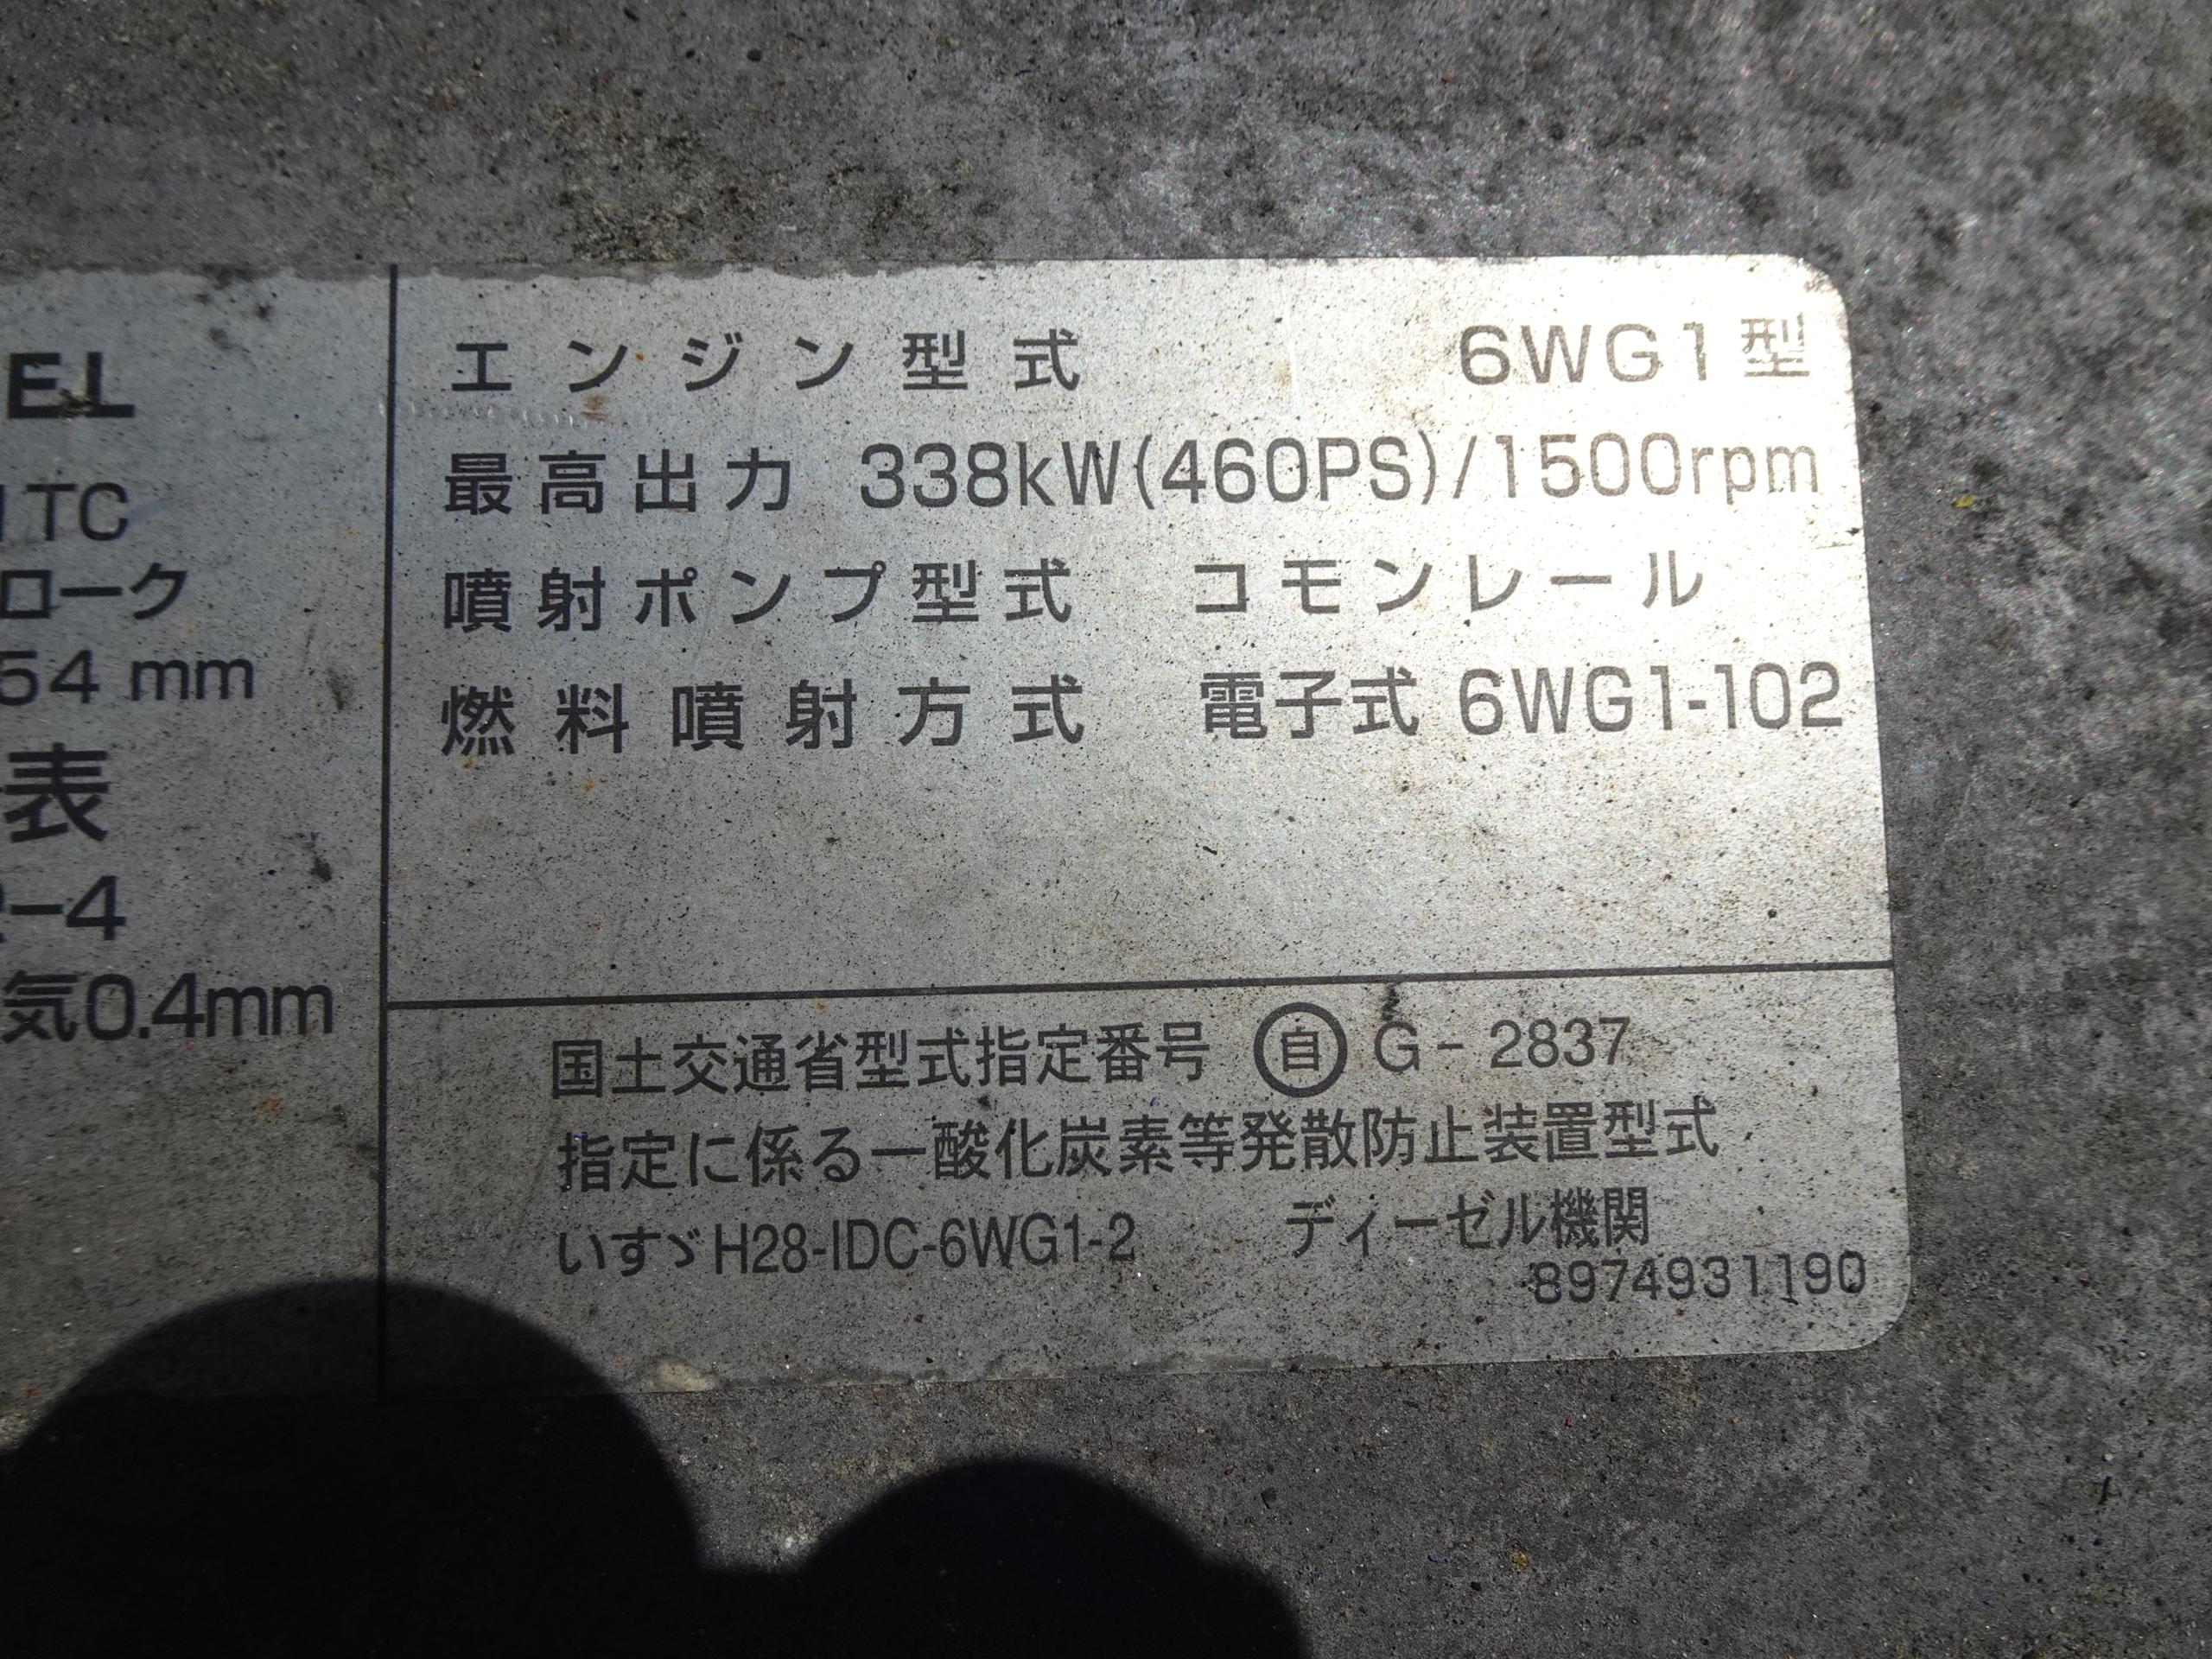 EL
TC
ローク
54 mm
表
-4
気0.4mm
エンジン型式 6WG1型
最高出力 338kW(460PS)/1500rpm
噴射ポンプ型式 コモンレール
燃料噴射方式 電子式 6WG1-102
国土交通省型式指定番号 ㊀自 G- 2837
指定に係る一酸化炭素等発散防止装置型式
いすゞH28-IDC-6WG1-2 ディーゼル機関
8974931190